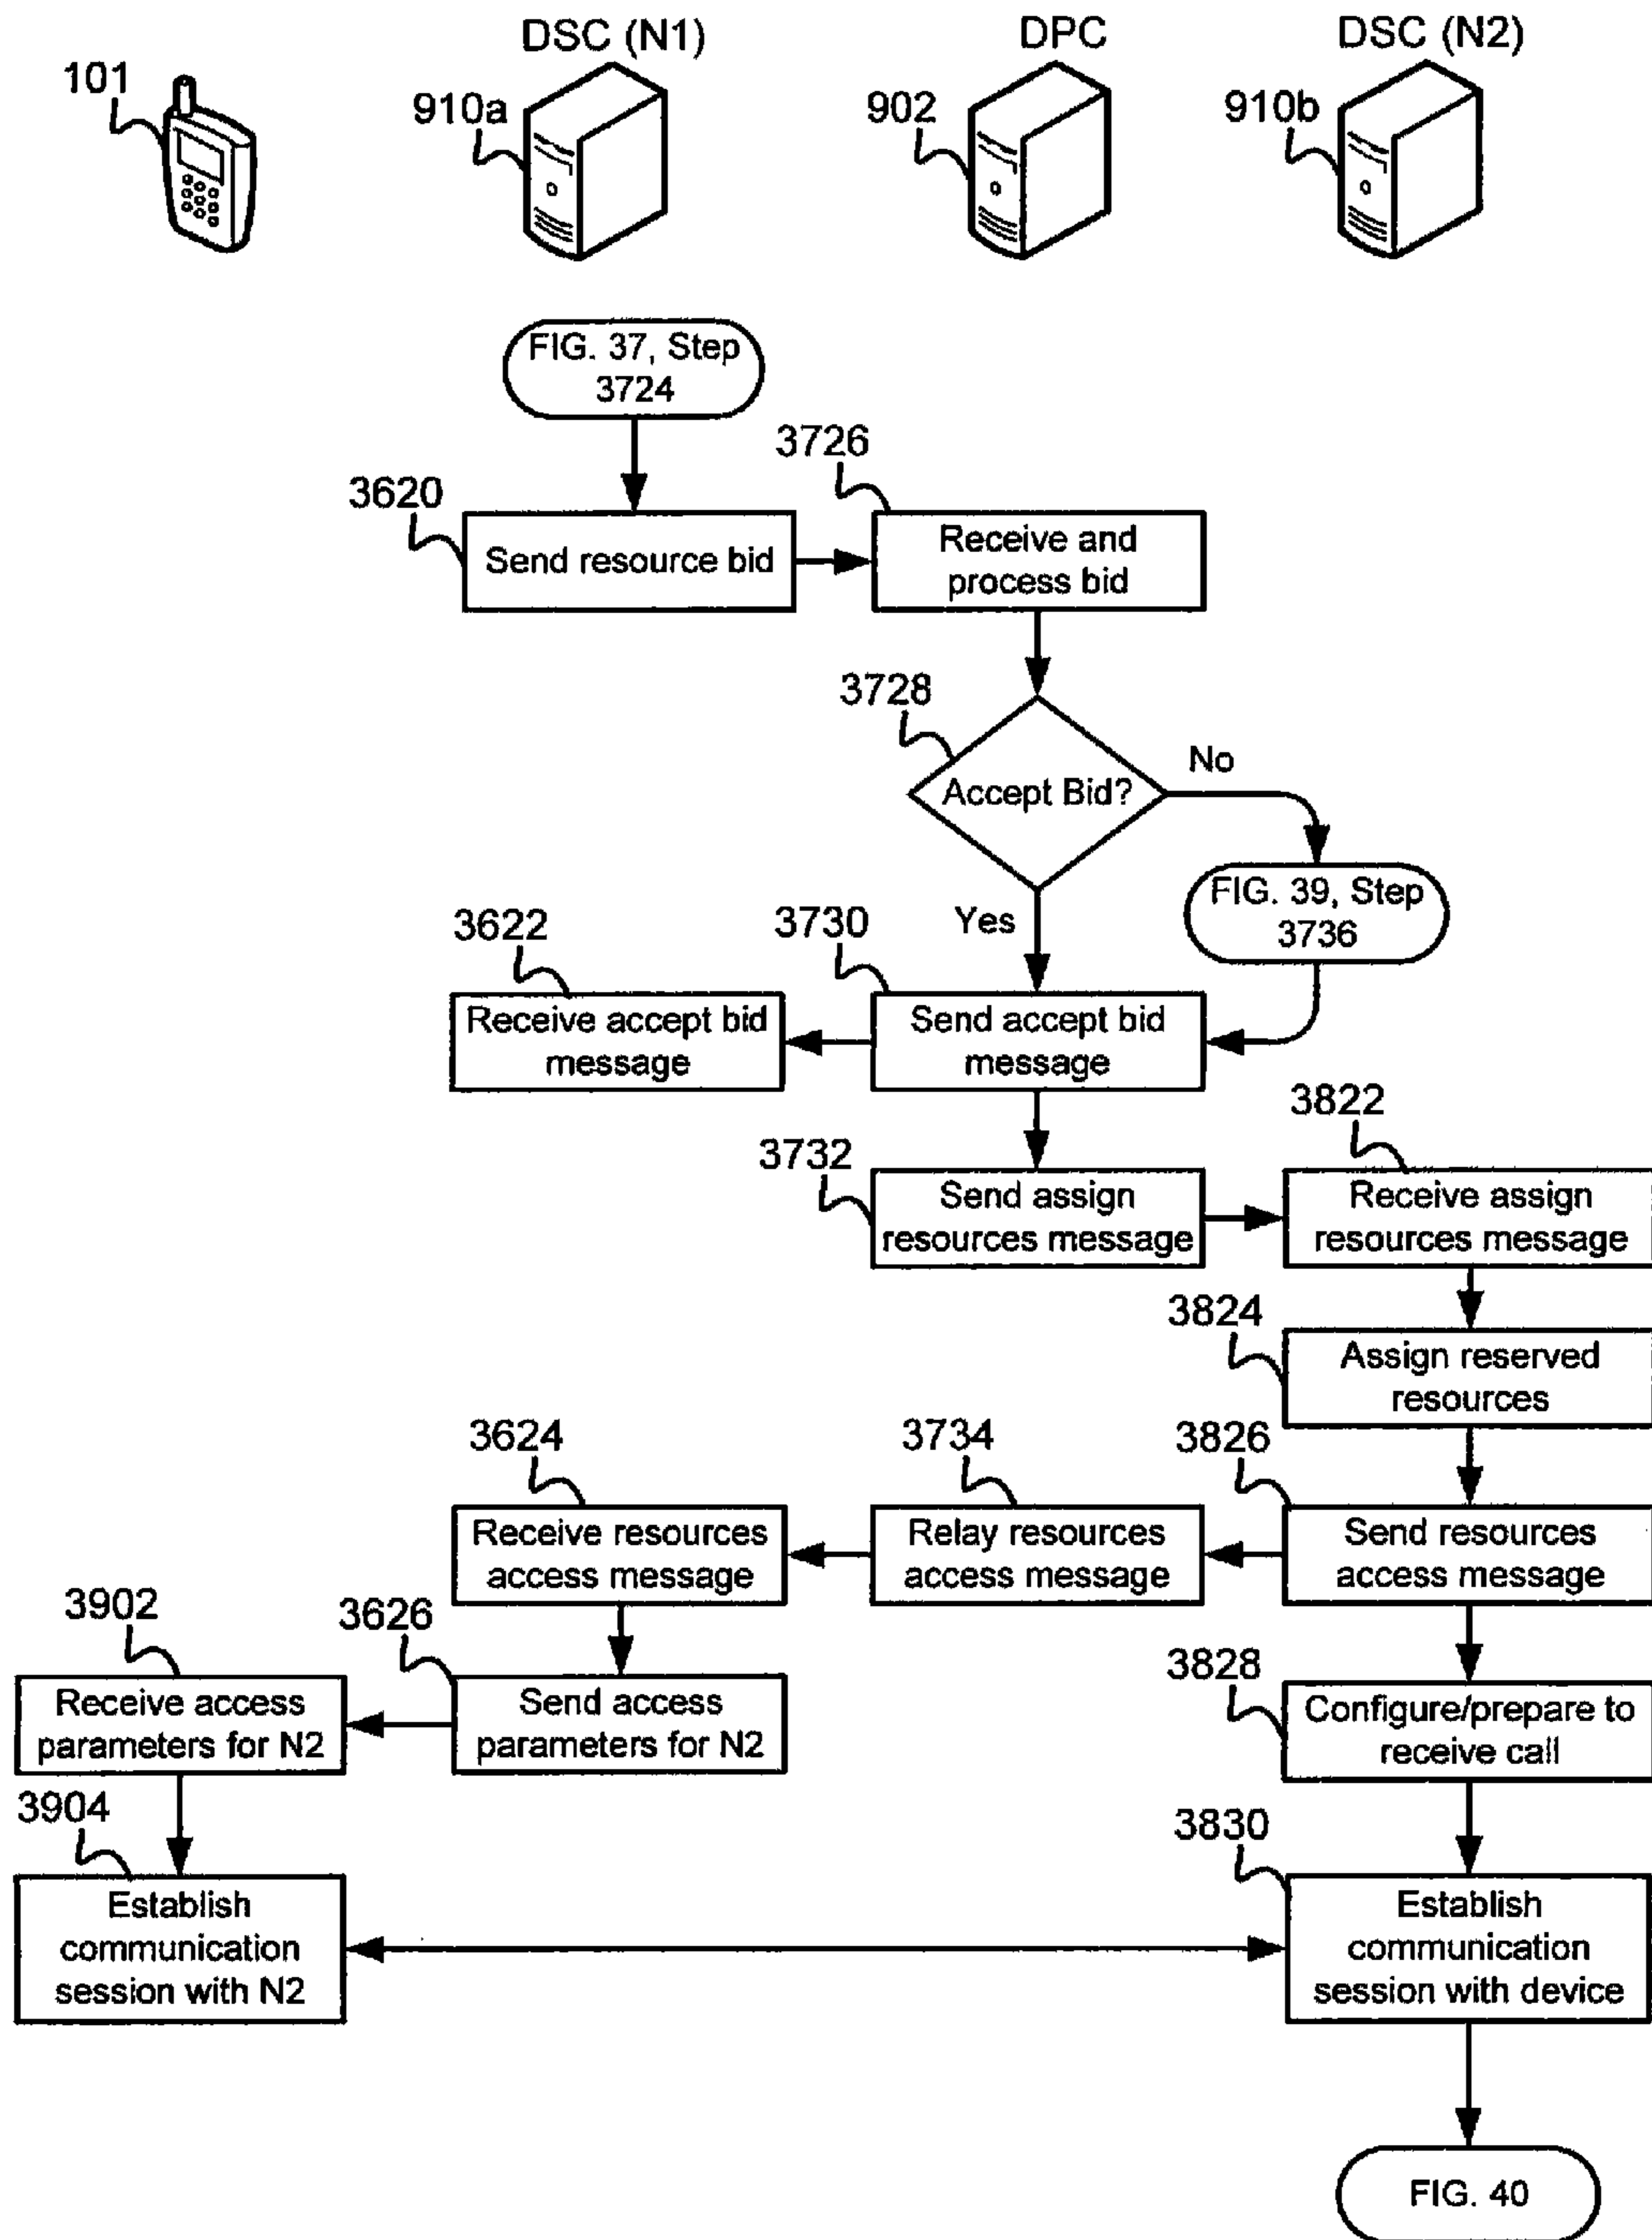 DSC (N1)
DPC
DSC (N2)
101
910a
902
910b
FIG. 37, Step
3724
3726
3620
Send resource bid
Receive and
process bid
3728
Accept Bid?
No
FIG. 39, Step
3736
Yes
3622
3730
Receive accept bid
message
Send accept bid
message
3822
3732
Send assign
resources message
Receive assign
resources message
3824
Assign reserved
resources
3624
3734
3826
Receive resources
access message
Relay resources
access message
Send resources
access message
3902
3626
3828
Receive access
parameters for N2
Send access
parameters for N2
Configure/prepare to
receive call
3904
3830
Establish
communication
session with N2
Establish
communication
session with device
FIG. 40